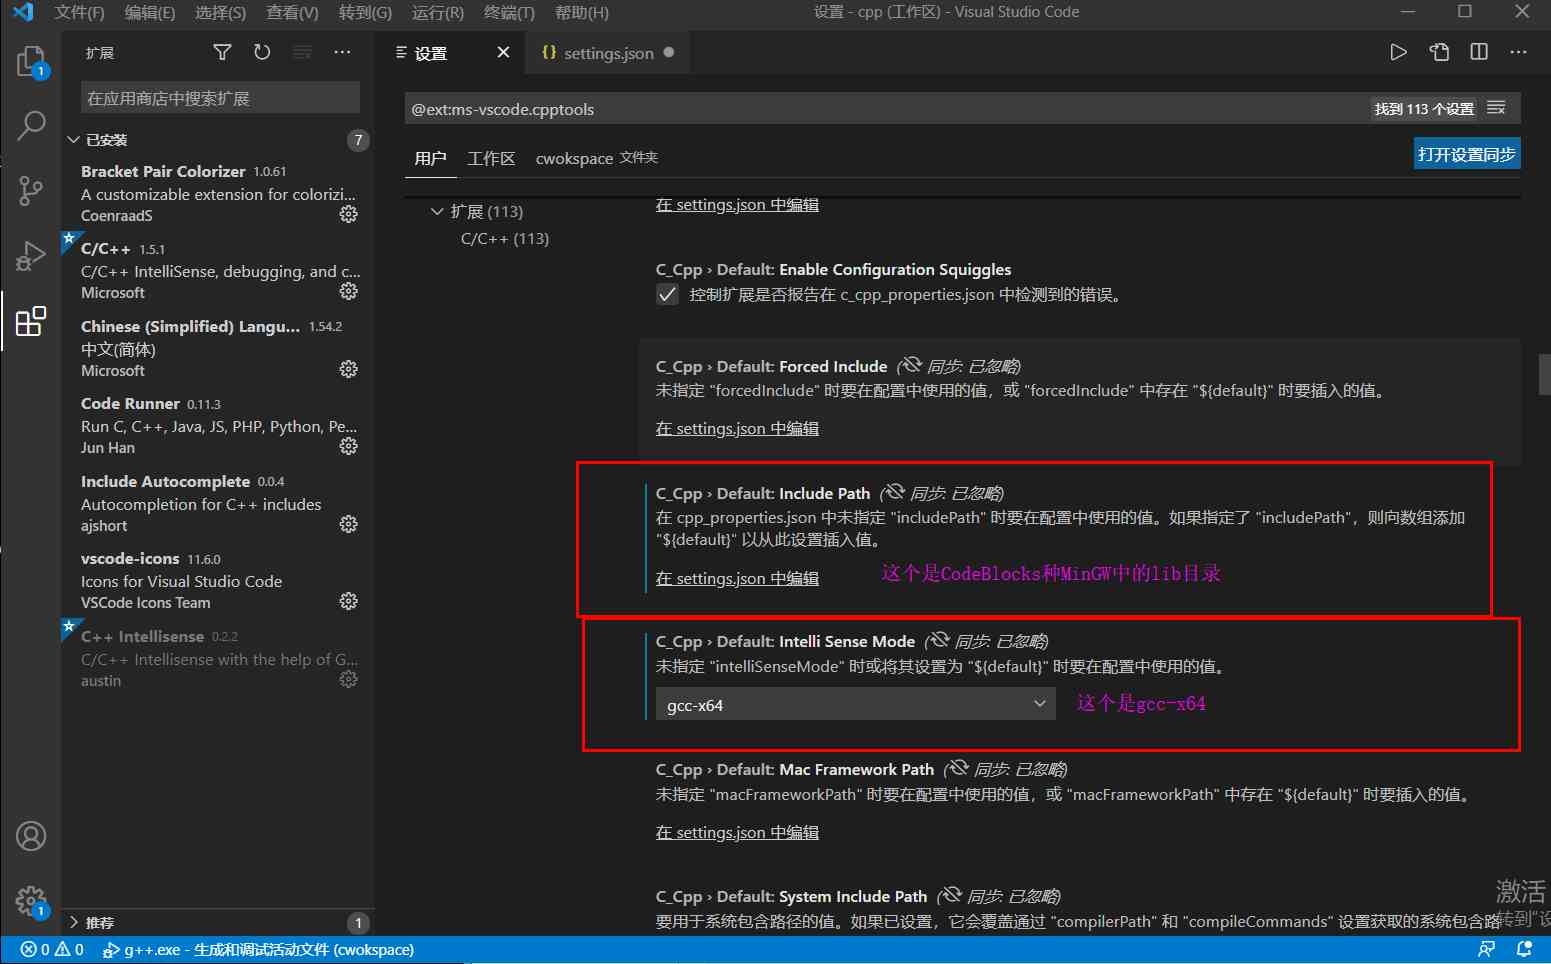 文件(F) 编辑(E) 选择(S) 查看(V) 转到(G) 运行(R) 终端(T) 帮助(H) 设置 - cpp (工作区) - Visual Studio Code
扩展
设置
{} settings.json
1
在应用商店中搜索扩展
@ext:ms-vscode.cpptools
找到 113 个设置
已安装 7
用户 工作区 cwokspace 文件夹
打开设置同步
Bracket Pair Colorizer 1.0.61
A customizable extension for colorizi...
CoenraadS
C/C++ 1.5.1
C/C++ IntelliSense, debugging, and c...
Microsoft
Chinese (Simplified) Langu... 1.54.2
中文(简体)
Microsoft
Code Runner 0.11.3
Run C, C++, Java, JS, PHP, Python, Pe...
Jun Han
Include Autocomplete 0.0.4
Autocompletion for C++ includes
ajshort
vscode-icons 11.6.0
Icons for Visual Studio Code
VSCode Icons Team
C++ Intellisense 0.2.2
C/C++ Intellisense with the help of G...
austin
推荐 1
1
扩展 (113)
C/C++ (113)
在 settings.json 中编辑
C_Cpp › Default: Enable Configuration Squiggles
控制扩展是否报告在 c_cpp_properties.json 中检测到的错误。
C_Cpp › Default: Forced Include (同步: 已忽略)
未指定 "forcedInclude" 时要在配置中使用的值，或 "forcedInclude" 中存在 "${default}" 时要插入的值。
在 settings.json 中编辑
C_Cpp › Default: Include Path (同步: 已忽略)
在 cpp_properties.json 中未指定 "includePath" 时要在配置中使用的值。如果指定了 "includePath"，则向数组添加
"${default}" 以从此设置插入值。
在 settings.json 中编辑
这个是CodeBlocks种MinGW中的lib目录
C_Cpp › Default: Intelli Sense Mode (同步: 已忽略)
未指定 "intelliSenseMode" 时或将其设置为 "${default}" 时要在配置中使用的值。
gcc-x64
这个是gcc-x64
C_Cpp › Default: Mac Framework Path (同步: 已忽略)
未指定 "macFrameworkPath" 时要在配置中使用的值，或 "macFrameworkPath" 中存在 "${default}" 时要插入的值。
在 settings.json 中编辑
C_Cpp › Default: System Include Path (同步: 已忽略)
要用于系统包含路径的值。如果已设置，它会覆盖通过 "compilerPath" 和 "compileCommands" 设置获取的系统包含路
激活
转到"设
0 0 g++.exe - 生成和调试活动文件 (cwokspace)